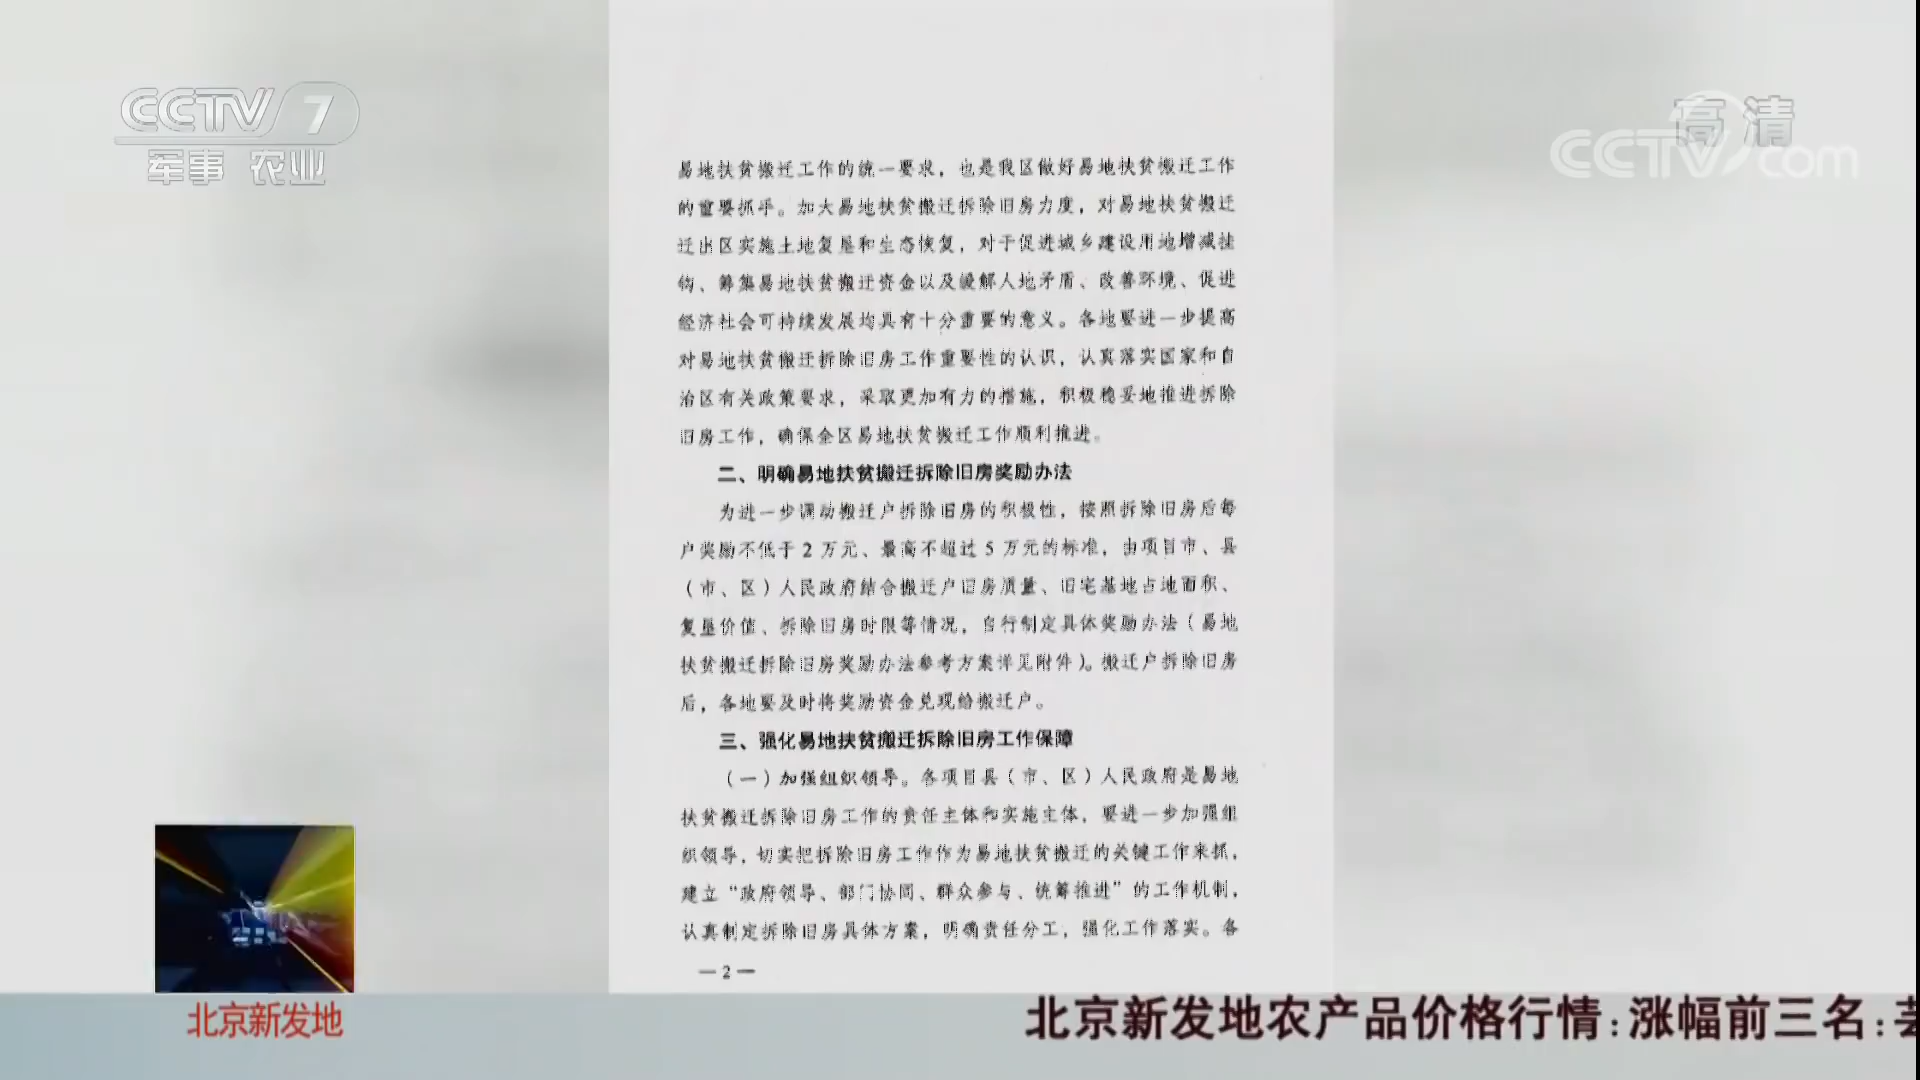 CCTV 7
军事 农业
高清
CCTV.com
易地扶贫搬迁工作的统一要求，也是我区做好易地扶贫搬迁工作
的重要抓手。加大易地扶贫搬迁拆除旧房力度，对易地扶贫搬迁
迁出区实施土地复垦和生态恢复，对于促进城乡建设用地增减挂
钩、筹集易地扶贫搬迁资金以及缓解人地矛盾、改善环境、促进
经济社会可持续发展均具有十分重要的意义。各地要进一步提高
对易地扶贫搬迁拆除旧房工作重要性的认识，认真落实国家和自
治区有关政策要求，采取更加有力的措施，积极稳妥地推进拆除
旧房工作，确保全区易地扶贫搬迁工作顺利推进。
二、明确易地扶贫搬迁拆除旧房奖励办法
为进一步调动搬迁户拆除旧房的积极性，按照拆除旧房后每
户奖励不低于2万元、最高不超过5万元的标准，由项目市、县
（市、区）人民政府结合搬迁户旧房质量、旧宅基地占地面积、
复垦价值、拆除旧房时限等情况，自行制定具体奖励办法（易地
扶贫搬迁拆除旧房奖励办法参考方案详见附件）。搬迁户拆除旧房
后，各地要及时将奖励资金兑现给搬迁户。
三、强化易地扶贫搬迁拆除旧房工作保障
（一）加强组织领导。各项目县（市、区）人民政府是易地
扶贫搬迁拆除旧房工作的责任主体和实施主体，要进一步加强组
织领导，切实把拆除旧房工作作为易地扶贫搬迁的关键工作来抓，
建立“政府领导、部门协同、群众参与、统筹推进”的工作机制，
认真制定拆除旧房具体方案，明确责任分工，强化工作落实。各
— 2 —
北京新发地
北京新发地农产品价格行情：涨幅前三名：